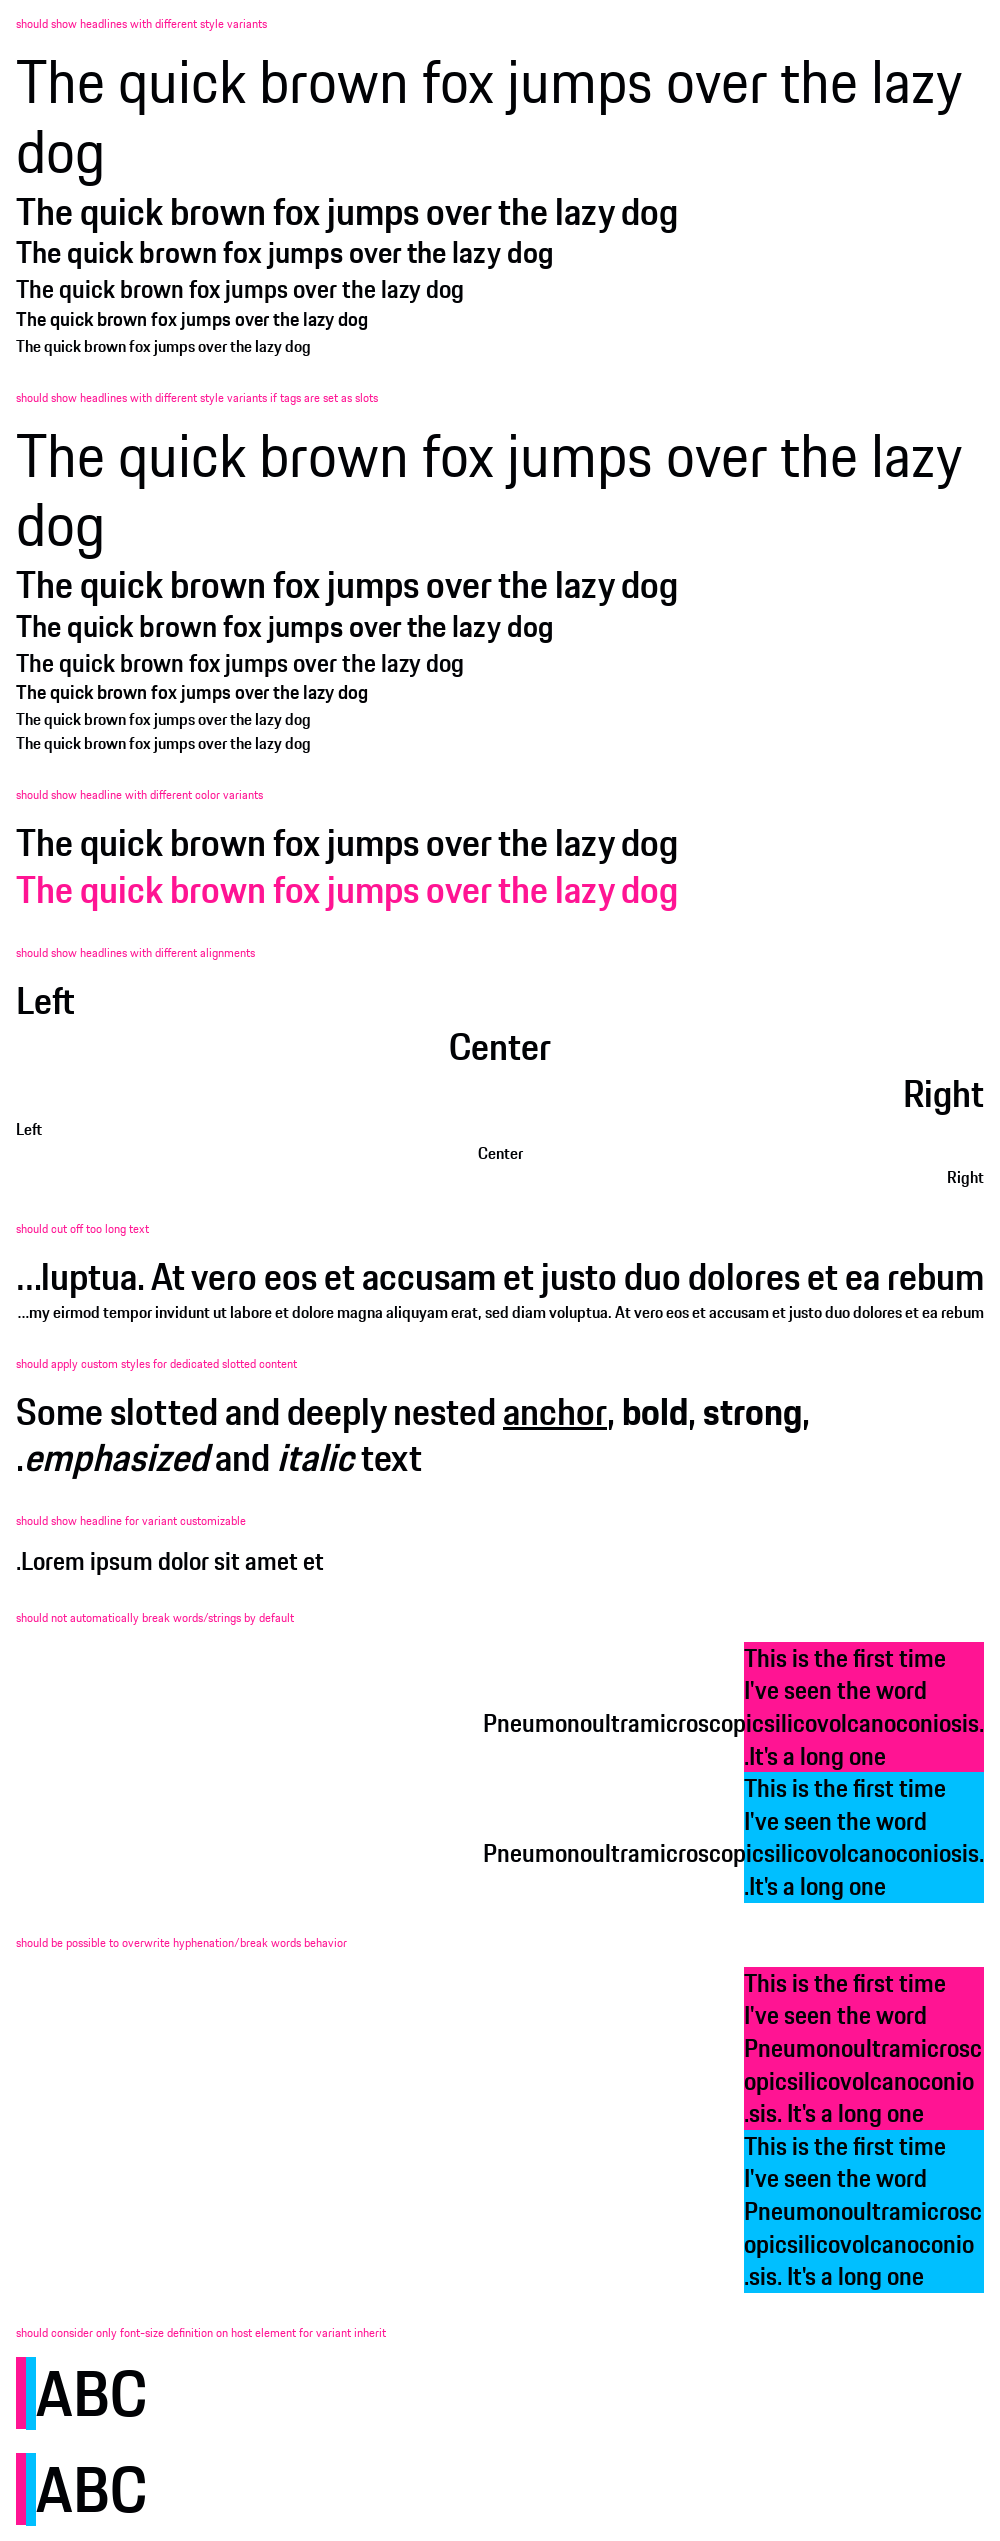 should show headlines with different style variants
The quick brown fox jumps over the lazy
dog
The quick brown fox jumps over the lazy dog
The quick brown fox jumps over the lazy dog
The quick brown fox jumps over the lazy dog
The quick brown fox jumps over the lazy dog
The quick brown fox jumps over the lazy dog
should show headlines with different style variants if tags are set as slots
The quick brown fox jumps over the lazy
dog
The quick brown fox jumps over the lazy dog
The quick brown fox jumps over the lazy dog
The quick brown fox jumps over the lazy dog
The quick brown fox jumps over the lazy dog
The quick brown fox jumps over the lazy dog
The quick brown fox jumps over the lazy dog
should show headline with different color variants
The quick brown fox jumps over the lazy dog
The quick brown fox jumps over the lazy dog
should show headlines with different alignments
Left
Center
Right
Left
Center
Right
should cut off too long text
...luptua. At vero eos et accusam et justo duo dolores et ea rebum
...my eirmod tempor invidunt ut labore et dolore magna aliquyam erat, sed diam voluptua. At vero eos et accusam et justo duo dolores et ea rebum
should apply custom styles for dedicated slotted content
Some slotted and deeply nested anchor, bold, strong,
.emphasized and italic text
should show headline for variant customizable
.Lorem ipsum dolor sit amet et
should not automatically break words/strings by default
This is the first time
I've seen the word
Pneumonoultramicroscopicsilicovolcanoconiosis.
.It's a long one
This is the first time
I've seen the word
Pneumonoultramicroscopicsilicovolcanoconiosis.
.It's a long one
should be possible to overwrite hyphenation/break words behavior
This is the first time
I've seen the word
Pneumonoultramicrosc
opicsilicovolcanoconio
.sis. It's a long one
This is the first time
I've seen the word
Pneumonoultramicrosc
opicsilicovolcanoconio
.sis. It's a long one
should consider only font-size definition on host element for variant inherit
ABC
ABC